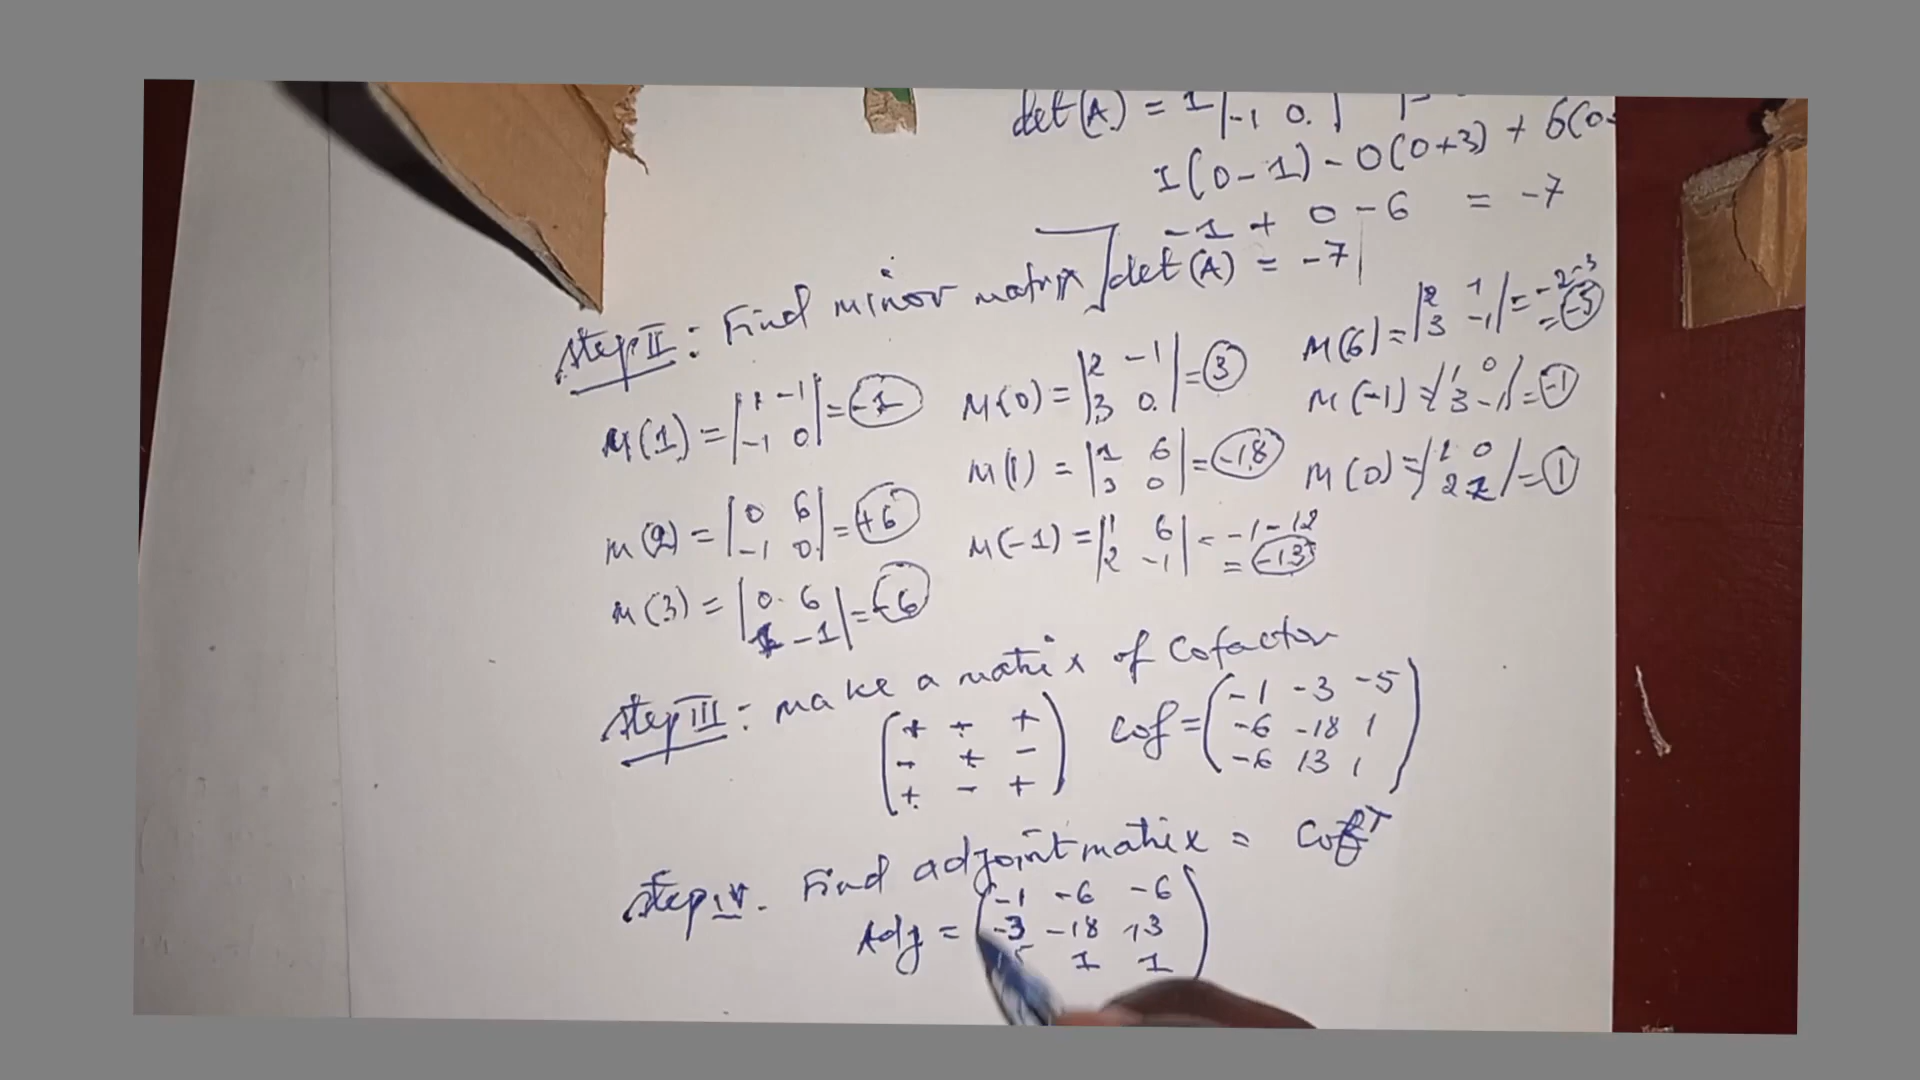 det(A) = 1 |-1 0|
1(0-1) - 0(0+3) + 6(0-
-1 + 0 - 6 = -7
Step II: Find minor matrix det(A) = -7
M(1) = |1 -1| = -1
|-1 0|
M(0) = |2 -1| = 3
|3 0|
M(6) = |2 1| = -2-3
|3 -1| = -5
m(2) = |0 6| = +6
|-1 0|
M(1) = |1 6| = -18
|3 0|
M(-1) = |1 0| = -1
|3 -1|
m(3) = |0 6| = -6
|1 -1|
M(-1) = |1 6| = -1-12
|2 -1| = -13
M(0) = |1 0| = 1
|2 1|
Step III: make a matrix of Cofactor
+ - +
- + -
+ - +
Cof = -1 -3 -5
-6 -18 1
-6 13 1
Step IV. Find adjoint matrix = Cof^T
Adj = -1 -6 -6
-3 -18 13
1 1